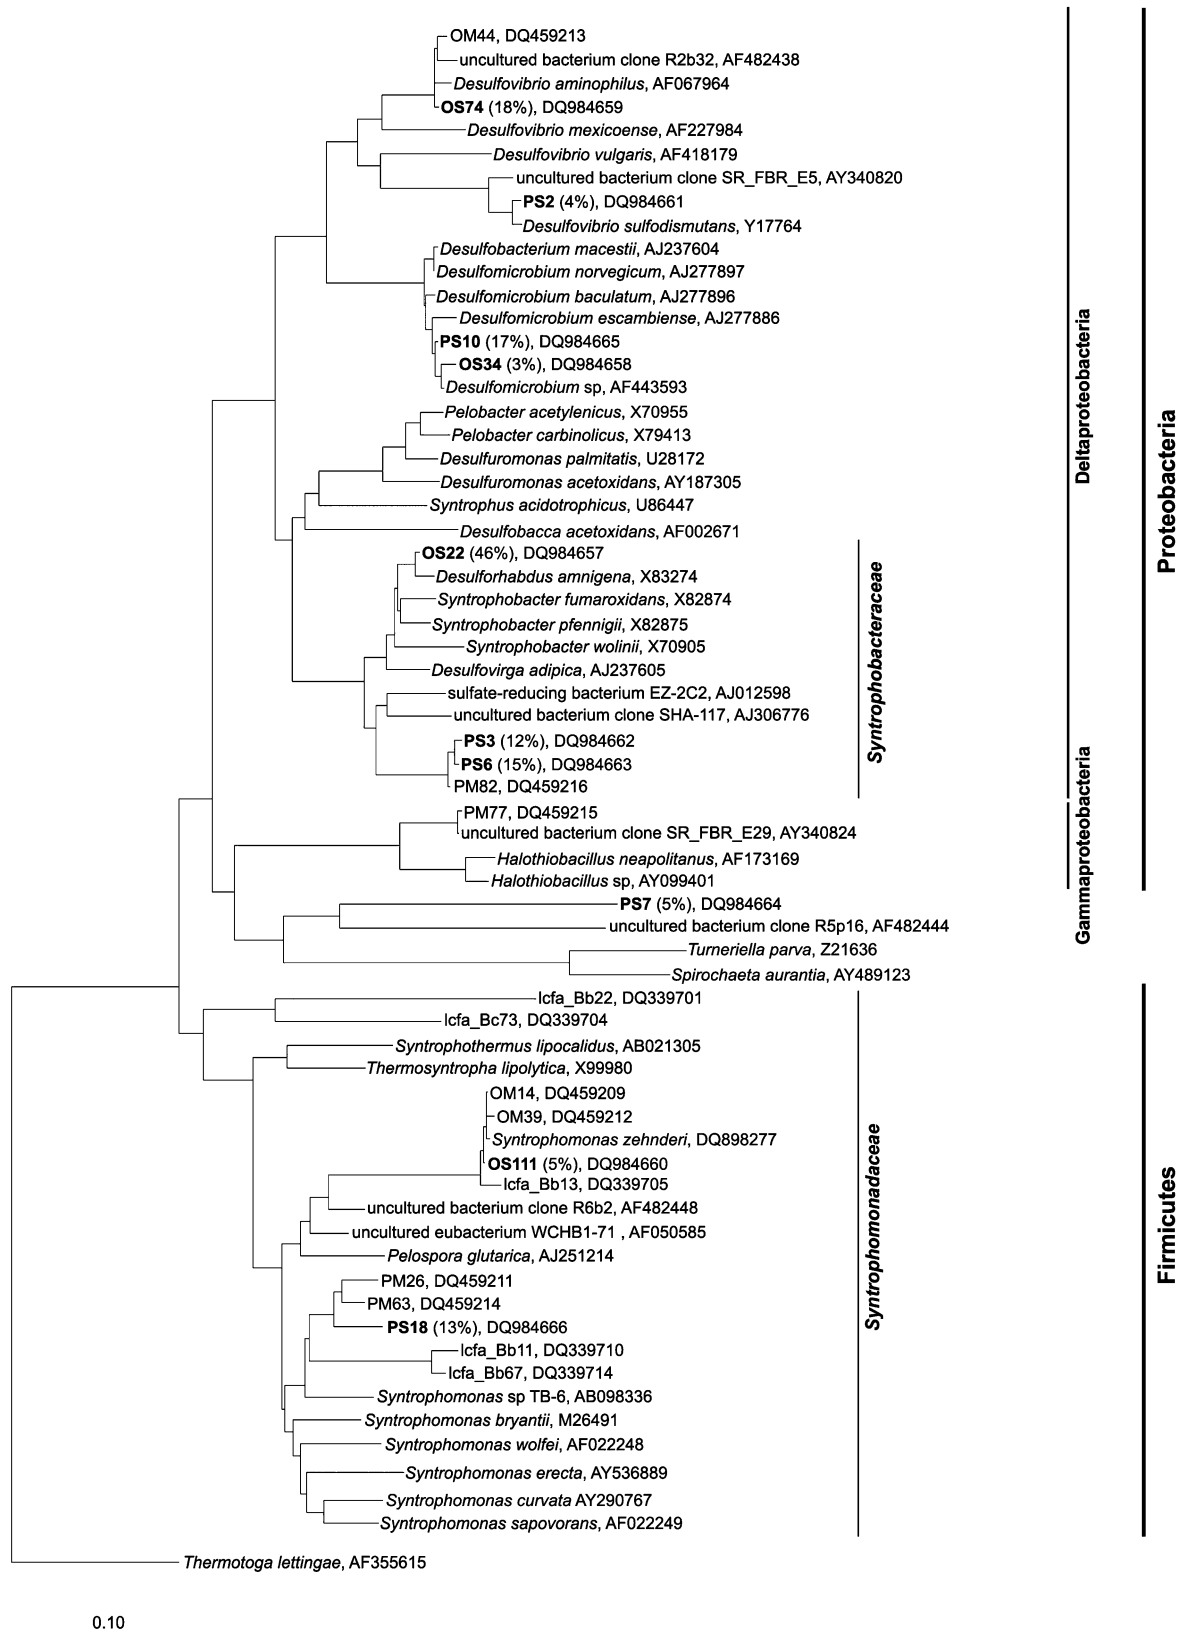 OM44, DQ459213
uncultured bacterium clone R2b32, AF482438
Desulfovibrio aminophilus, AF067964
OS74 (18%), DQ984659
Desulfovibrio mexicoense, AF227984
Desulfovibrio vulgaris, AF418179
uncultured bacterium clone SR_FBR_E5, AY340820
PS2 (4%), DQ984661
Desulfovibrio sulfodismutans, Y17764
Desulfobacterium macestii, AJ237604
Desulfomicrobium norvegicum, AJ277897
Desulfomicrobium baculatum, AJ277896
Desulfomicrobium escambiense, AJ277886
PS10 (17%), DQ984665
OS34 (3%), DQ984658
Desulfomicrobium sp, AF443593
Pelobacter acetylenicus, X70955
Pelobacter carbinolicus, X79413
Desulfuromonas palmitatis, U28172
Desulfuromonas acetoxidans, AY187305
Syntrophus acidotrophicus, U86447
Desulfobacca acetoxidans, AF002671
OS22 (46%), DQ984657
Desulforhabdus amnigena, X83274
Syntrophobacter fumaroxidans, X82874
Syntrophobacter pfennigii, X82875
Syntrophobacter wolinii, X70905
Desulfovirga adipica, AJ237605
sulfate-reducing bacterium EZ-2C2, AJ012598
uncultured bacterium clone SHA-117, AJ306776
PS3 (12%), DQ984662
PS6 (15%), DQ984663
PM82, DQ459216
PM77, DQ459215
uncultured bacterium clone SR_FBR_E29, AY340824
Halothiobacillus neapolitanus, AF173169
Halothiobacillus sp, AY099401
PS7 (5%), DQ984664
uncultured bacterium clone R5p16, AF482444
Turneriella parva, Z21636
Spirochaeta aurantia, AY489123
lcfa_Bb22, DQ339701
lcfa_Bc73, DQ339704
Syntrophothermus lipocalidus, AB021305
Thermosyntropha lipolytica, X99980
OM14, DQ459209
OM39, DQ459212
Syntrophomonas zehnderi, DQ898277
OS111 (5%), DQ984660
lcfa_Bb13, DQ339705
uncultured bacterium clone R6b2, AF482448
uncultured eubacterium WCHB1-71 , AF050585
Pelospora glutarica, AJ251214
PM26, DQ459211
PM63, DQ459214
PS18 (13%), DQ984666
lcfa_Bb11, DQ339710
lcfa_Bb67, DQ339714
Syntrophomonas sp TB-6, AB098336
Syntrophomonas bryantii, M26491
Syntrophomonas wolfei, AF022248
Syntrophomonas erecta, AY536889
Syntrophomonas curvata AY290767
Syntrophomonas sapovorans, AF022249
Thermotoga lettingae, AF355615
0.10
Syntrophobacteraceae
Syntrophomonadaceae
Deltaproteobacteria
Gammaproteobacteria
Proteobacteria
Firmicutes